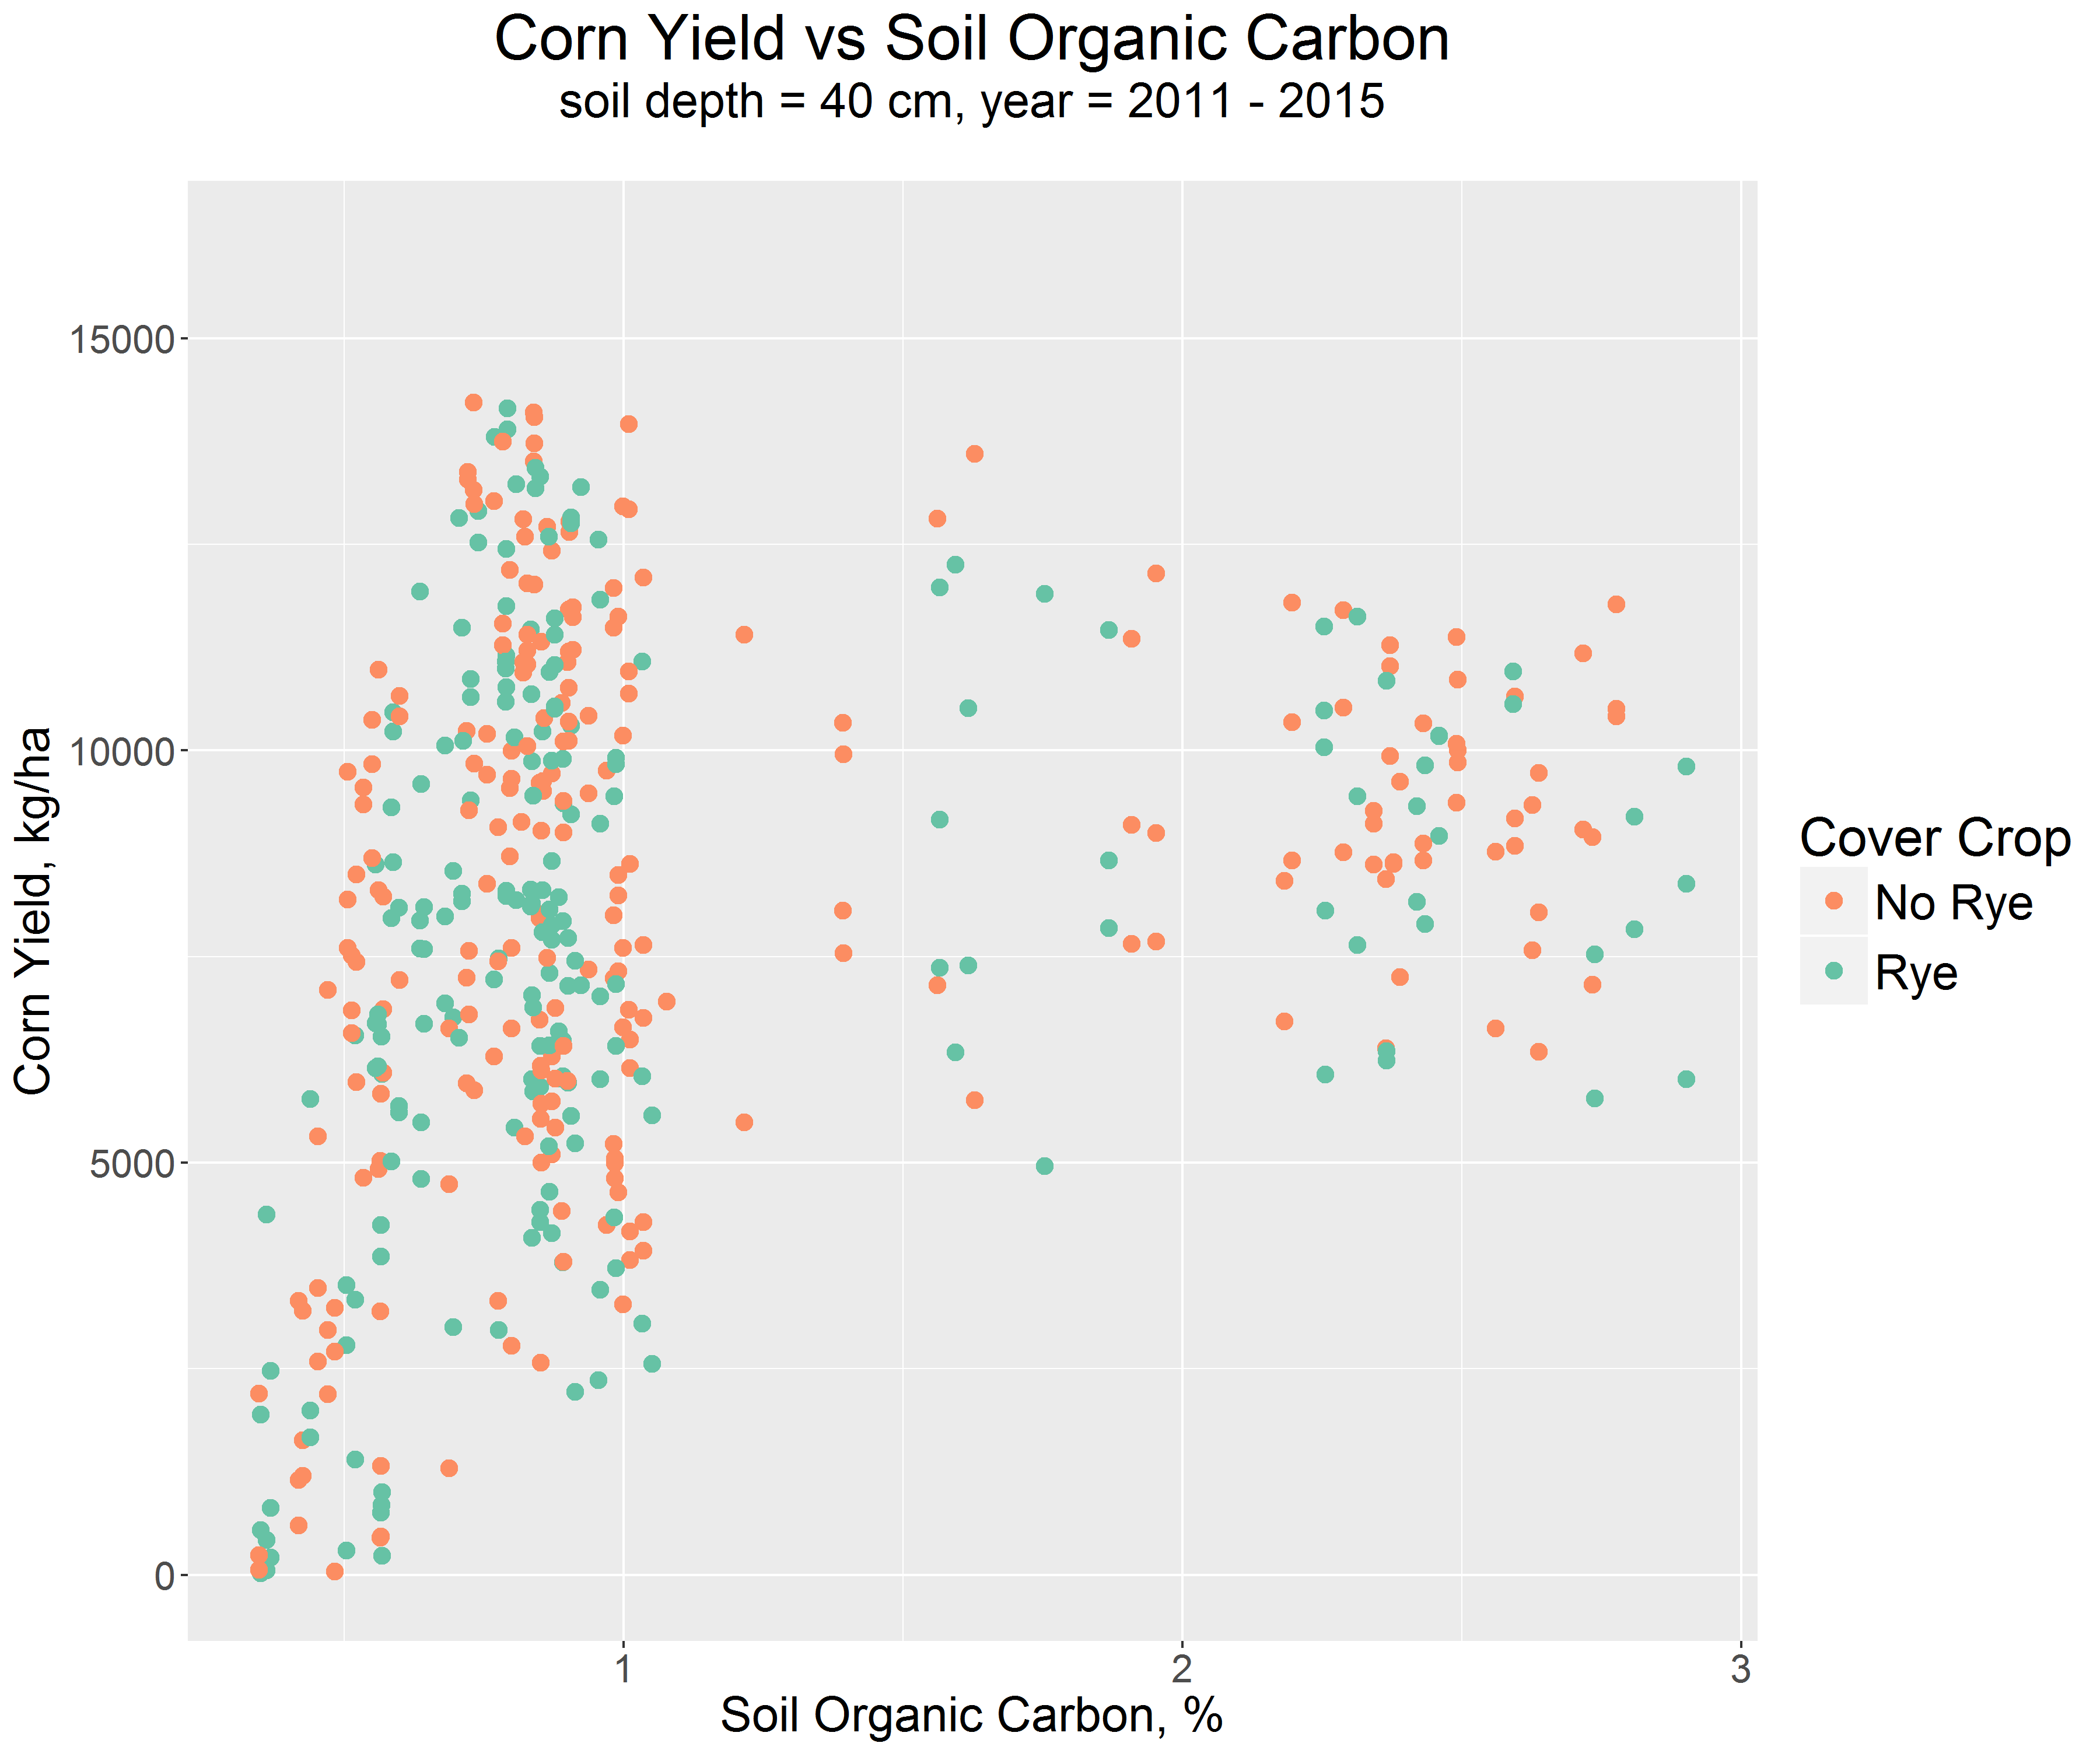 Corn Yield vs Soil Organic Carbon
soil depth = 40 cm, year = 2011 - 2015
Corn Yield, kg/ha
15000
10000
5000
0
1
2
3
Soil Organic Carbon, %
Cover Crop
No Rye
Rye